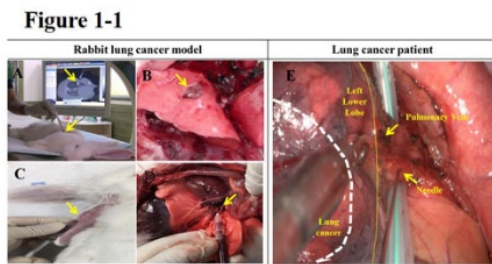 Figure 1-1
Rabbit lung cancer model
Lung cancer patient
A
B
C
D
E
Left
Lower
Lobe
Pulmonary Vein
Needle
Lung
cancer